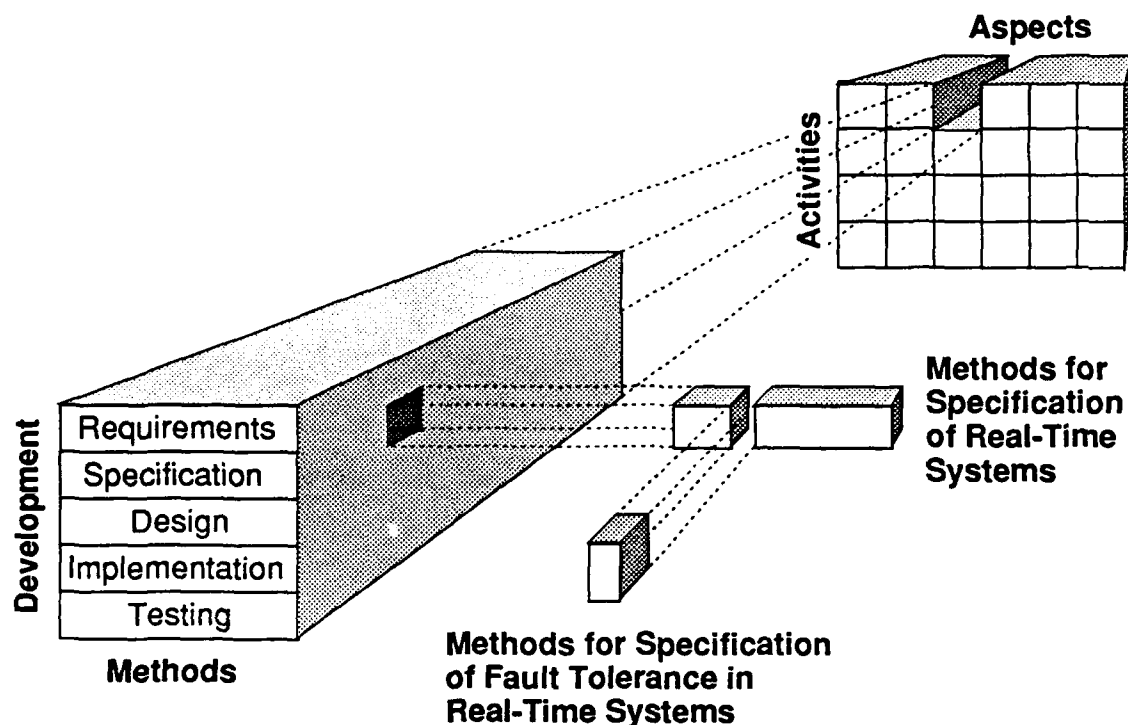 Aspects
Activities
Methods for
Specification
of Real-Time
Systems
Development
Requirements
Specification
Design
Implementation
Testing
Methods
Methods for Specification
of Fault Tolerance in
Real-Time Systems